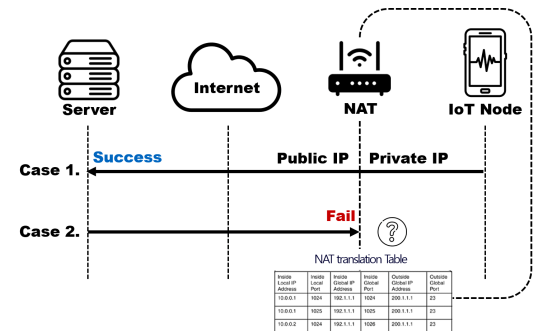 Internet
Server
NAT
IoT Node
Success
Public IP
Private IP
Case 1.
Fail
Case 2.
?
NAT translation Table
Inside Local IP Address
Inside Local Port
Inside Global IP Address
Inside Global Port
Outside Global IP Address
Outside Global Port
10.0.0.1 1024 192.1.1.1 1024 200.1.1.1 23
10.0.0.1 1025 192.1.1.1 1025 200.1.1.1 23
10.0.0.2 1024 192.1.1.1 1026 200.1.1.1 23